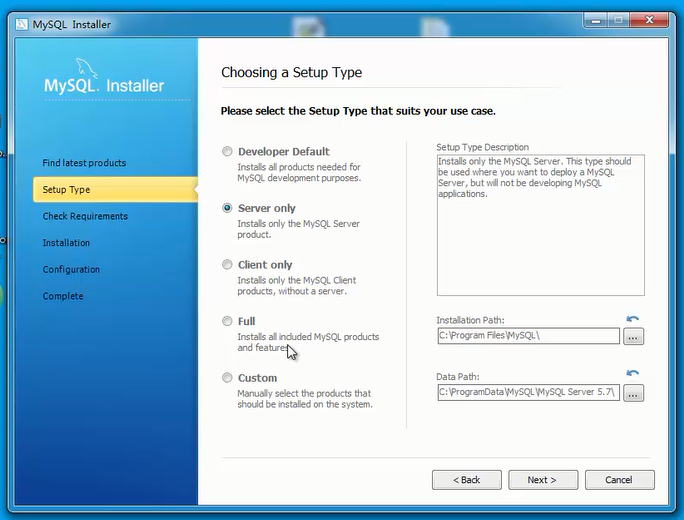 MySQL Installer
MySQL. Installer
Choosing a Setup Type
Please select the Setup Type that suits your use case.
Find latest products
Setup Type
Check Requirements
Installation
Configuration
Complete
Developer Default
Installs all products needed for
MySQL development purposes.
Server only
Installs only the MySQL Server
product.
Client only
Installs only the MySQL Client
products, without a server.
Full
Installs all included MySQL products
and features.
Custom
Manually select the products that
should be installed on the system.
Setup Type Description
Installs only the MySQL Server. This type should
be used where you want to deploy a MySQL
Server, but will not be developing MySQL
applications.
Installation Path:
C:\Program Files\MySQL\
...
Data Path:
C:\ProgramData\MySQL\MySQL Server 5.7\
...
< Back
Next >
Cancel